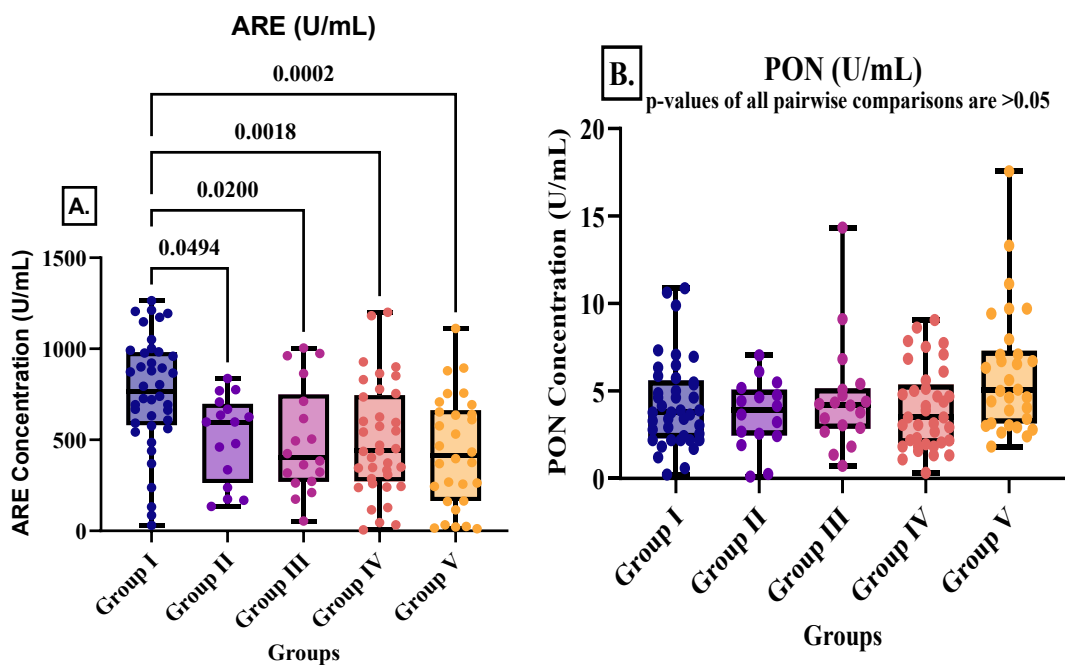 ARE (U/mL)
0.0002
0.0018
A.
0.0200
0.0494
ARE Concentration (U/mL)
1500
1000
500
0
Group I
Group II
Group III
Group IV
Group V
Groups
B.
PON (U/mL)
p-values of all pairwise comparisons are >0.05
PON Concentration (U/mL)
20
15
10
5
0
Group I
Group II
Group III
Group IV
Group V
Groups